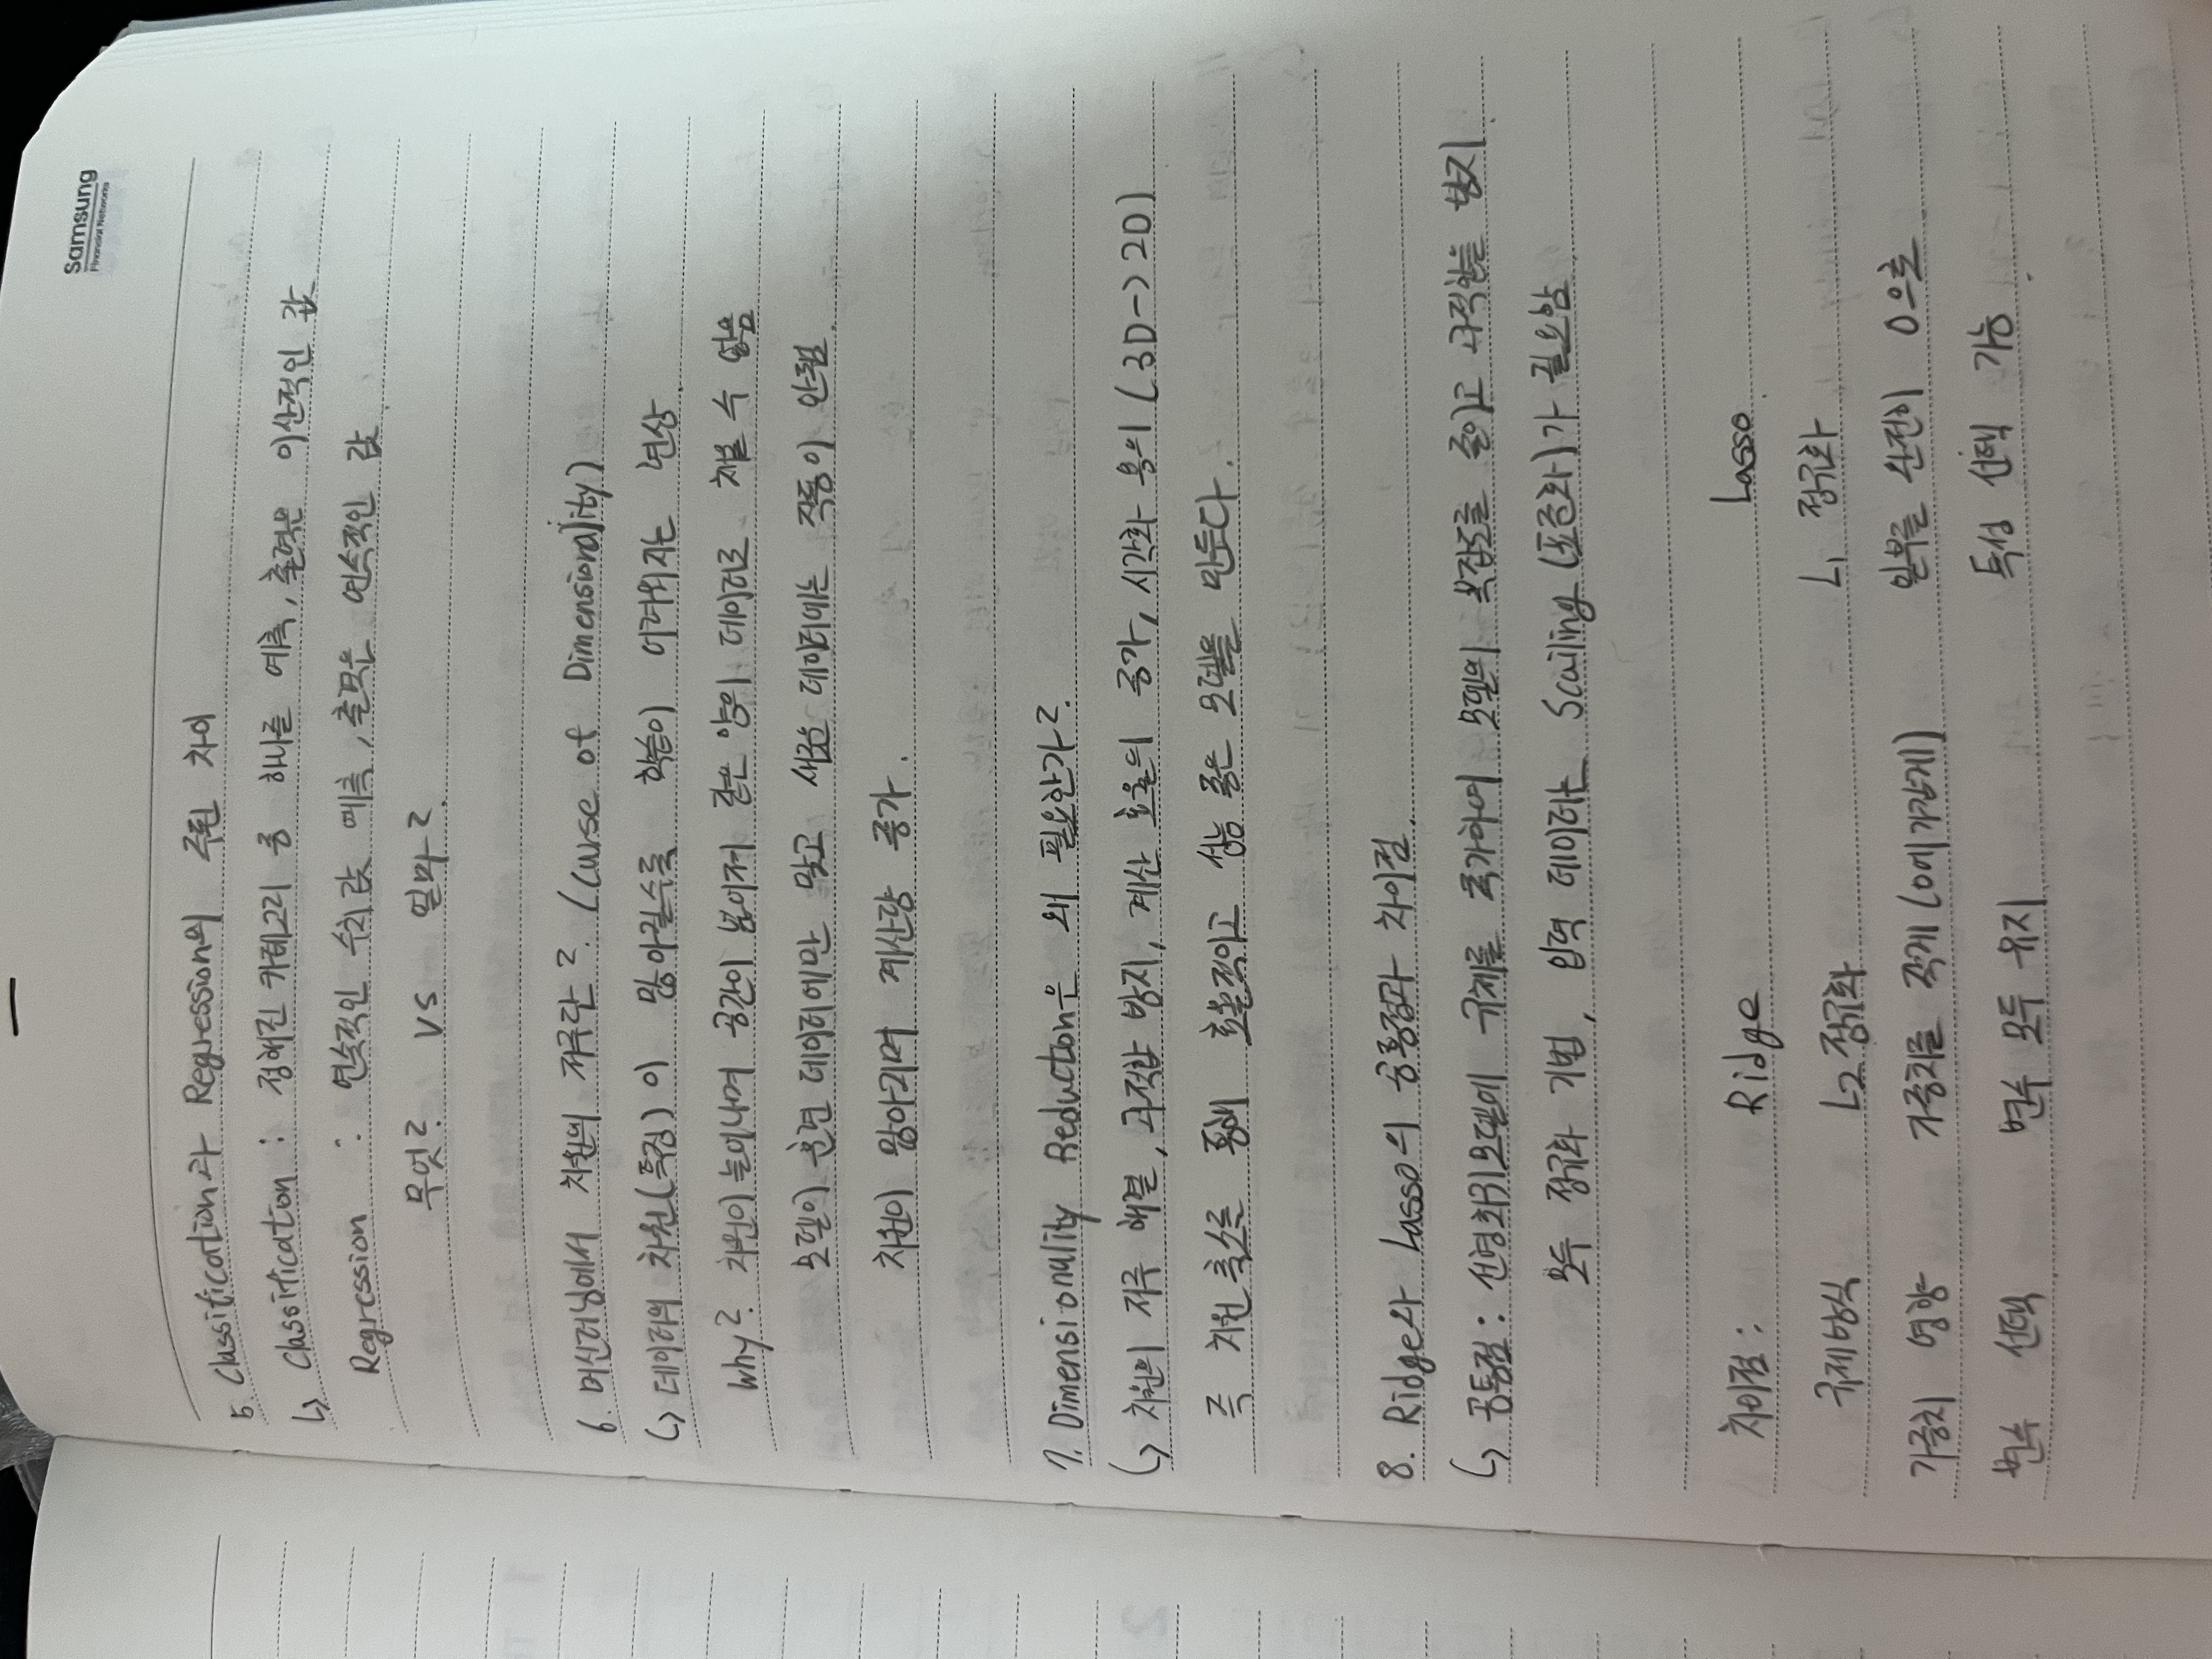 Samsung
Financial Networks
5. Classification과 Regression의 주된 차이
↳ Classification : 정해진 카테고리 중 하나를 예측, 출력은 이산적인 값
Regression : 연속적인 수치 값 예측, 출력은 연속적인 값.
무엇? VS 얼마?
6. 머신러닝에서 차원의 저주란? (Curse of Dimensionality)
↳ 데이터의 차원(특징)이 많아질수록 학습이 어려워지는 현상.
Why? 차원이 늘어나며 공간이 넓어져 같은 양의 데이터로 채울 수 없음
모델이 훈련 데이터에만 맞고 새로운 데이터에는 작동이 안됨.
차원이 많아지며 계산량 증가.
7. Dimensionality Reducton은 왜 필요한가?
↳ 차원의 저주 해결, 과적합 방지, 계산 효율의 증가, 시각화 용의 (3D->2D)
즉 차원 축소를 통해 효율적이고 성능 좋은 모델을 만든다.
8. Ridge와 Lasso의 공통점과 차이점.
↳ 공통점 : 선형회귀모델에 규제를 추가하여 모델의 복잡도를 줄이고 과적합을 방지.
모두 정규화 기법, 입력 데이터는 Scailing (표준화)가 필요함.
차이점 : Ridge Lasso.
규제방식 L2 정규화 L1 정규화
가중치 영향 가중치를 작게 (0에 가깝게) 일부를 완전히 0으로
변수 선택 변수 모두 유지 특성 선택 가능.